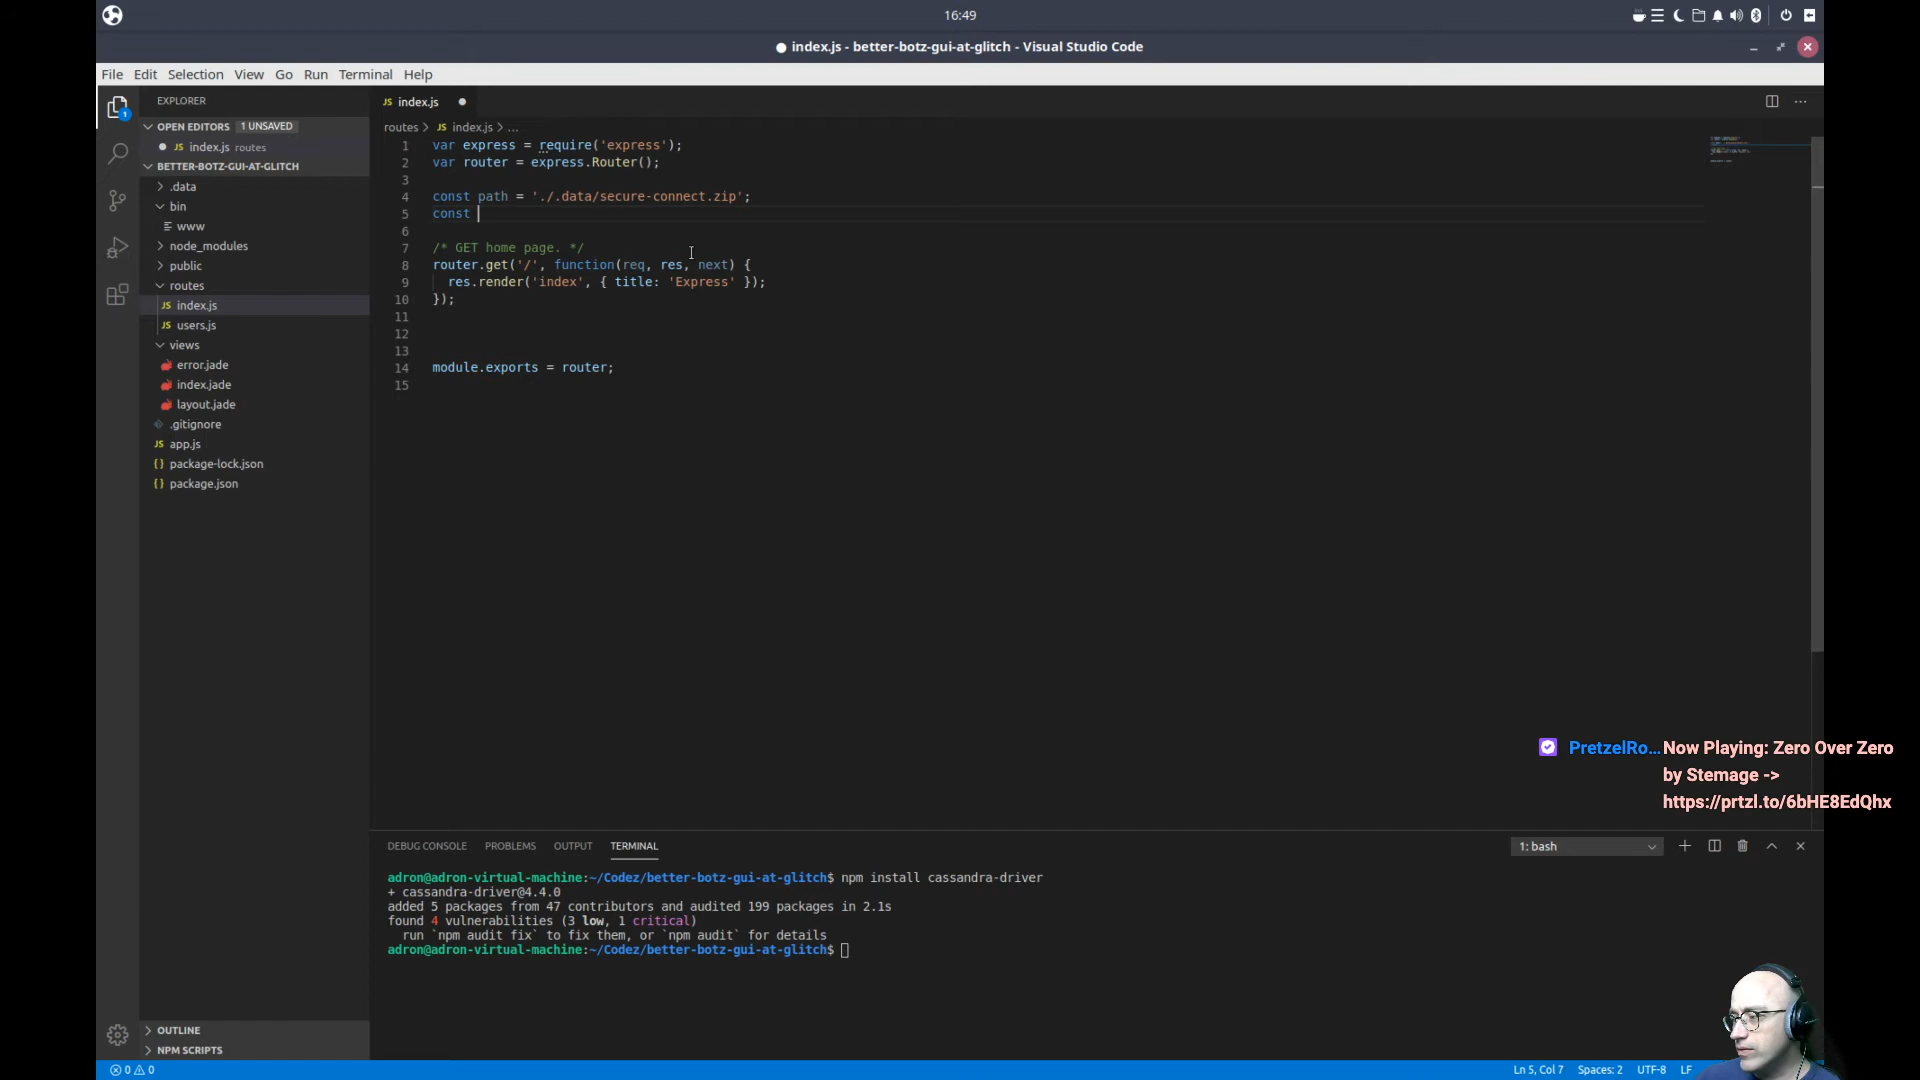 16:49
● index.js - better-botz-gui-at-glitch - Visual Studio Code
File Edit Selection View Go Run Terminal Help
EXPLORER
OPEN EDITORS 1 UNSAVED
index.js routes
BETTER-BOTZ-GUI-AT-GLITCH
.data
bin
www
node_modules
public
routes
JS index.js
JS users.js
views
error.jade
index.jade
layout.jade
.gitignore
JS app.js
{} package-lock.json
{} package.json
OUTLINE
NPM SCRIPTS
1
JS index.js ●
routes > JS index.js > ...
1 var express = require('express');
2 var router = express.Router();
3
4 const path = './.data/secure-connect.zip';
5 const
6
7 /* GET home page. */
8 router.get('/', function(req, res, next) {
9 res.render('index', { title: 'Express' });
10 });
11
12
13
14 module.exports = router;
15
PretzelRo... Now Playing: Zero Over Zero
by Stemage ->
https://prtzl.to/6bHE8EdQhx
DEBUG CONSOLE PROBLEMS OUTPUT TERMINAL 1: bash
adron@adron-virtual-machine:~/Codez/better-botz-gui-at-glitch$ npm install cassandra-driver
+ cassandra-driver@4.4.0
added 5 packages from 47 contributors and audited 199 packages in 2.1s
found 4 vulnerabilities (3 low, 1 critical)
run `npm audit fix` to fix them, or `npm audit` for details
adron@adron-virtual-machine:~/Codez/better-botz-gui-at-glitch$
0 0 Ln 5, Col 7 Spaces: 2 UTF-8 LF